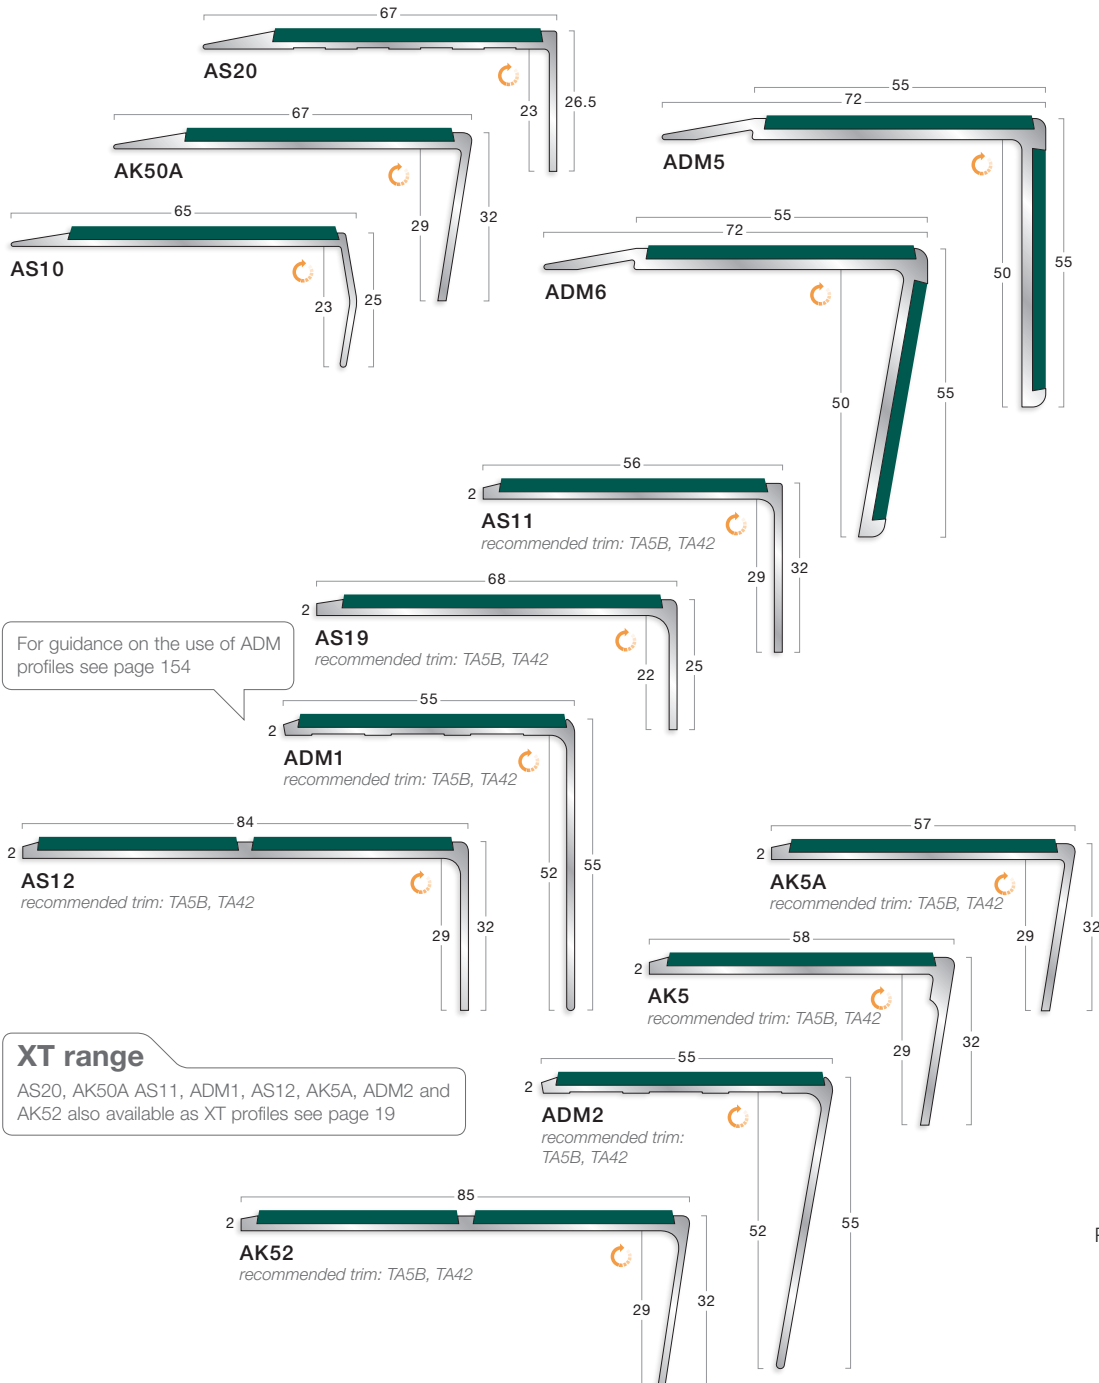 67
AS20
23
26.5
67
AK50A
29
32
65
AS10
23
25
55
72
ADM5
50
55
55
72
ADM6
50
55
56
2
AS11
recommended trim: TA5B, TA42
29
32
68
2
AS19
recommended trim: TA5B, TA42
22
25
For guidance on the use of ADM
profiles see page 154
55
2
ADM1
recommended trim: TA5B, TA42
52
55
84
2
AS12
recommended trim: TA5B, TA42
29
32
57
2
AK5A
recommended trim: TA5B, TA42
29
32
58
2
AK5
recommended trim: TA5B, TA42
29
32
XT range
AS20, AK50A AS11, ADM1, AS12, AK5A, ADM2 and
AK52 also available as XT profiles see page 19
55
2
ADM2
recommended trim:
TA5B, TA42
52
55
85
2
AK52
recommended trim: TA5B, TA42
29
32